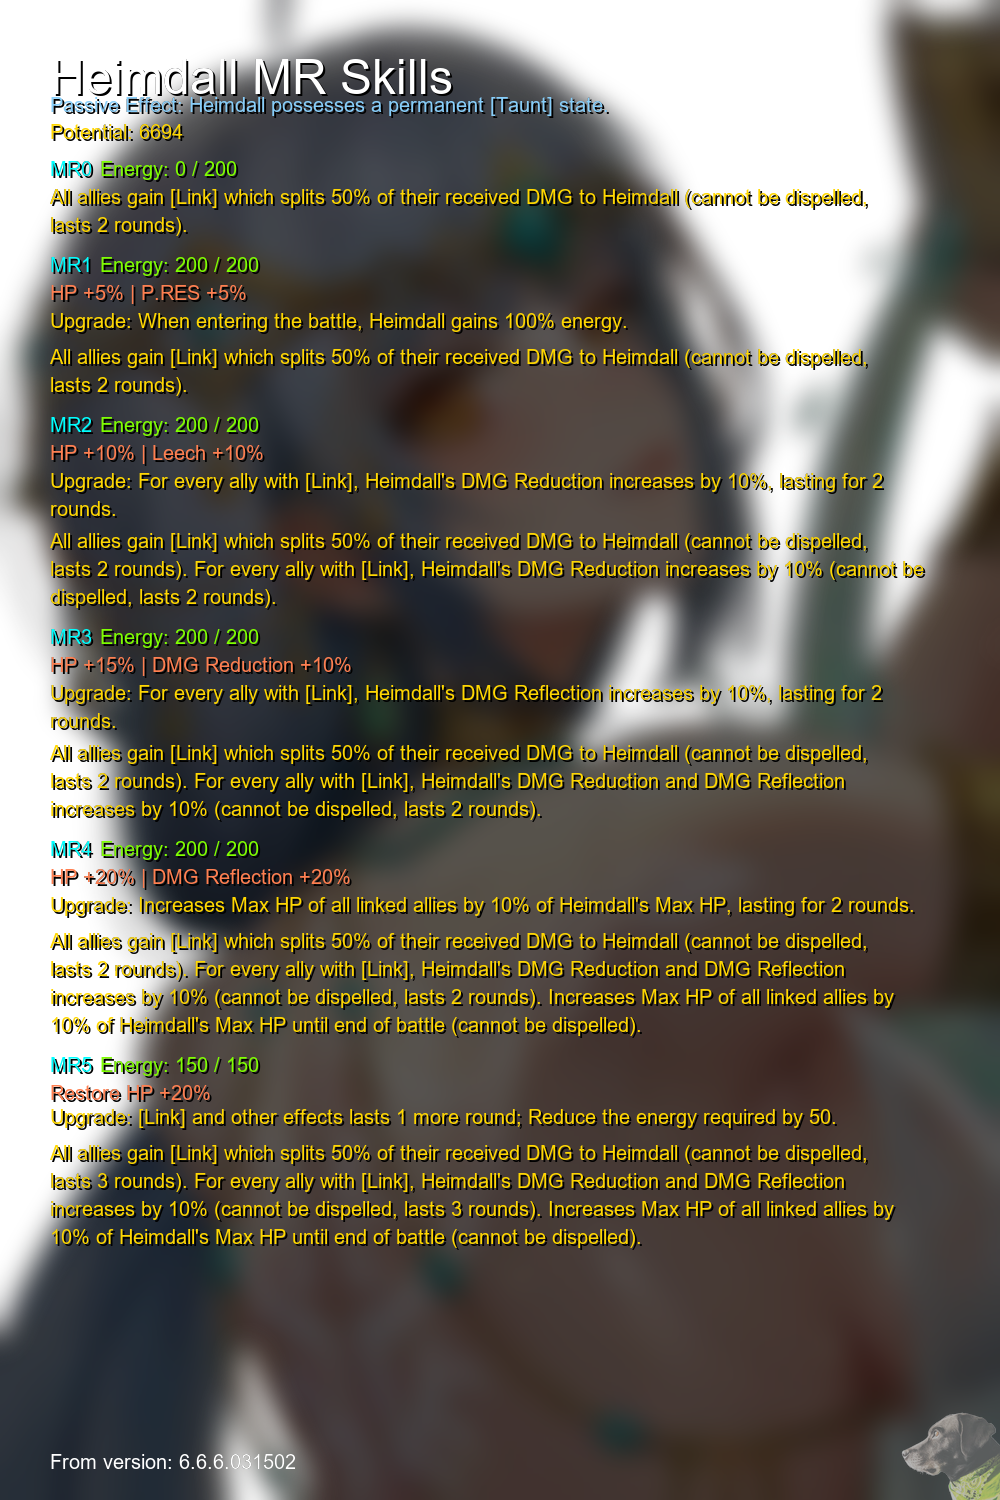 Heimdall MR Skills
Passive Effect: Heimdall possesses a permanent [Taunt] state.
Potential: 6694
MR0 Energy: 0 / 200
All allies gain [Link] which splits 50% of their received DMG to Heimdall (cannot be dispelled,
lasts 2 rounds).
MR1 Energy: 200 / 200
HP +5% | P.RES +5%
Upgrade: When entering the battle, Heimdall gains 100% energy.
All allies gain [Link] which splits 50% of their received DMG to Heimdall (cannot be dispelled,
lasts 2 rounds).
MR2 Energy: 200 / 200
HP +10% | Leech +10%
Upgrade: For every ally with [Link], Heimdall's DMG Reduction increases by 10%, lasting for 2
rounds.
All allies gain [Link] which splits 50% of their received DMG to Heimdall (cannot be dispelled,
lasts 2 rounds). For every ally with [Link], Heimdall's DMG Reduction increases by 10% (cannot be
dispelled, lasts 2 rounds).
MR3 Energy: 200 / 200
HP +15% | DMG Reduction +10%
Upgrade: For every ally with [Link], Heimdall's DMG Reflection increases by 10%, lasting for 2
rounds.
All allies gain [Link] which splits 50% of their received DMG to Heimdall (cannot be dispelled,
lasts 2 rounds). For every ally with [Link], Heimdall's DMG Reduction and DMG Reflection
increases by 10% (cannot be dispelled, lasts 2 rounds).
MR4 Energy: 200 / 200
HP +20% | DMG Reflection +20%
Upgrade: Increases Max HP of all linked allies by 10% of Heimdall's Max HP, lasting for 2 rounds.
All allies gain [Link] which splits 50% of their received DMG to Heimdall (cannot be dispelled,
lasts 2 rounds). For every ally with [Link], Heimdall's DMG Reduction and DMG Reflection
increases by 10% (cannot be dispelled, lasts 2 rounds). Increases Max HP of all linked allies by
10% of Heimdall's Max HP until end of battle (cannot be dispelled).
MR5 Energy: 150 / 150
Restore HP +20%
Upgrade: [Link] and other effects lasts 1 more round; Reduce the energy required by 50.
All allies gain [Link] which splits 50% of their received DMG to Heimdall (cannot be dispelled,
lasts 3 rounds). For every ally with [Link], Heimdall's DMG Reduction and DMG Reflection
increases by 10% (cannot be dispelled, lasts 3 rounds). Increases Max HP of all linked allies by
10% of Heimdall's Max HP until end of battle (cannot be dispelled).
From version: 6.6.6.031502